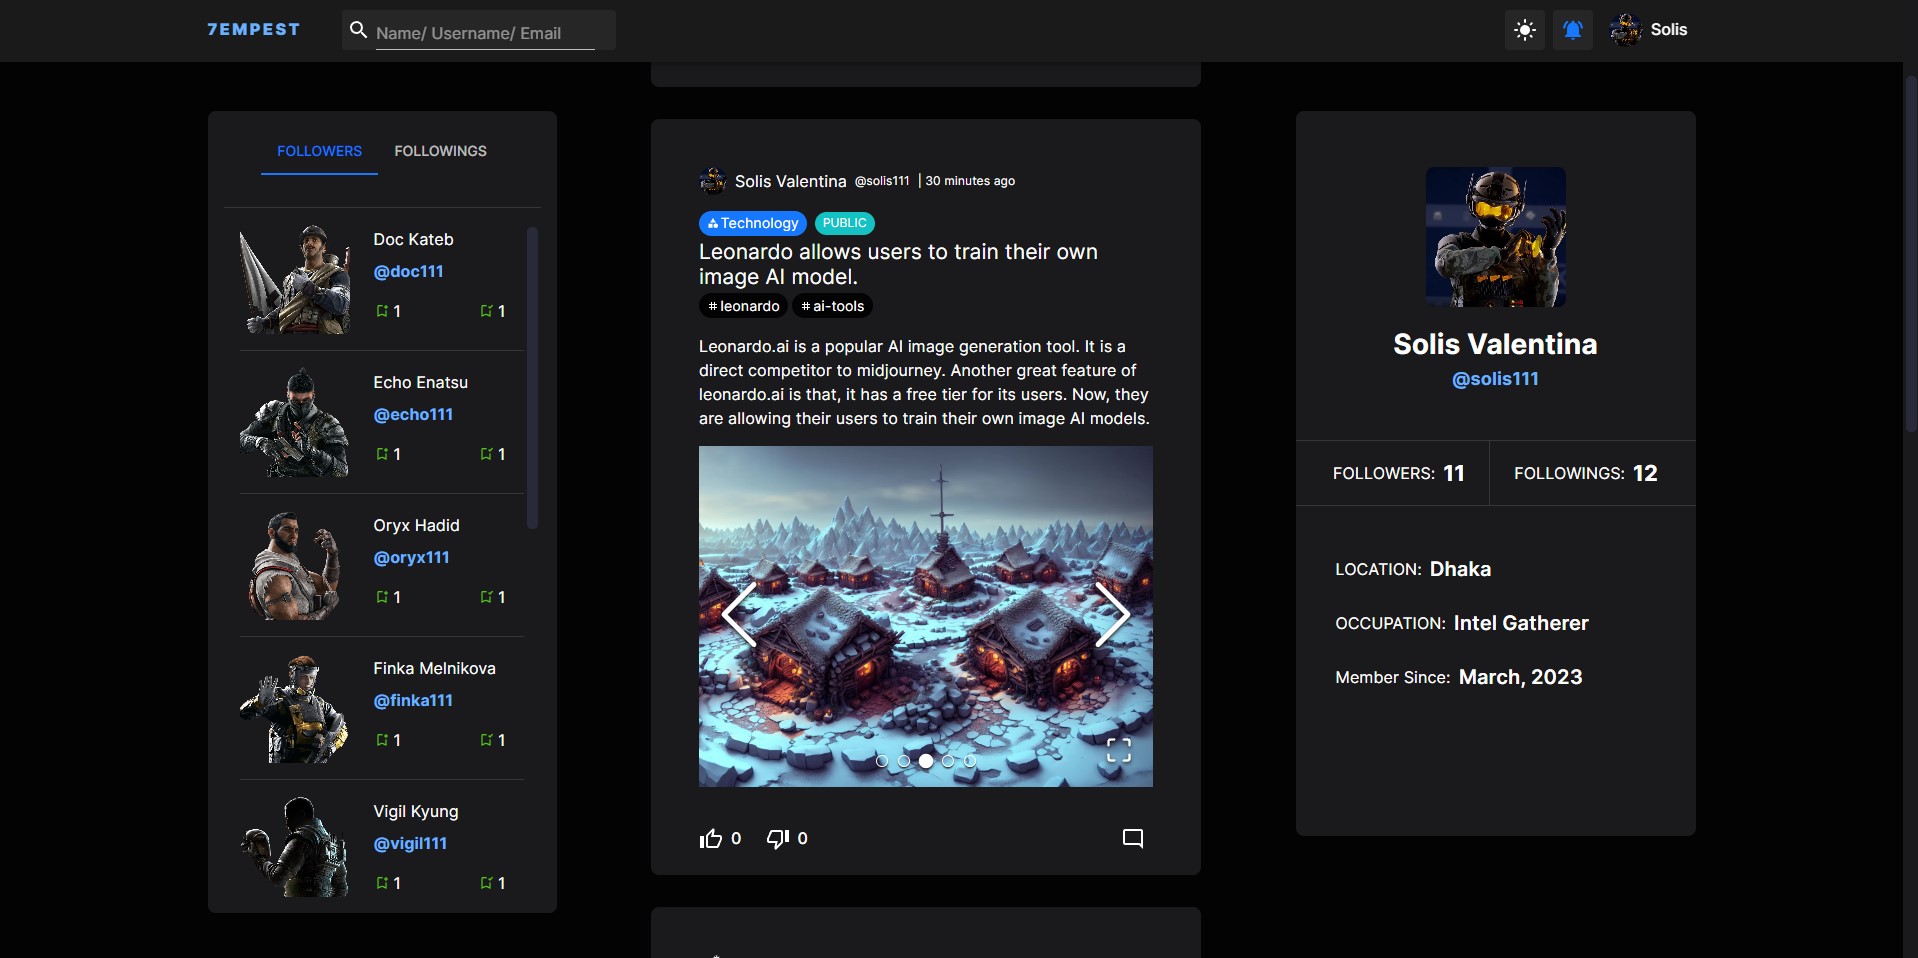 7EMPEST
Name/ Username/ Email
Solis
FOLLOWERS
FOLLOWINGS
Doc Kateb
@doc111
1
1
Echo Enatsu
@echo111
1
1
Oryx Hadid
@oryx111
1
1
Finka Melnikova
@finka111
1
1
Vigil Kyung
@vigil111
1
1
Solis Valentina @solis111 | 30 minutes ago
Technology PUBLIC
Leonardo allows users to train their own
image AI model.
#leonardo #ai-tools
Leonardo.ai is a popular AI image generation tool. It is a
direct competitor to midjourney. Another great feature of
leonardo.ai is that, it has a free tier for its users. Now, they
are allowing their users to train their own image AI models.
0
0
Solis Valentina
@solis111
FOLLOWERS: 11
FOLLOWINGS: 12
LOCATION: Dhaka
OCCUPATION: Intel Gatherer
Member Since: March, 2023